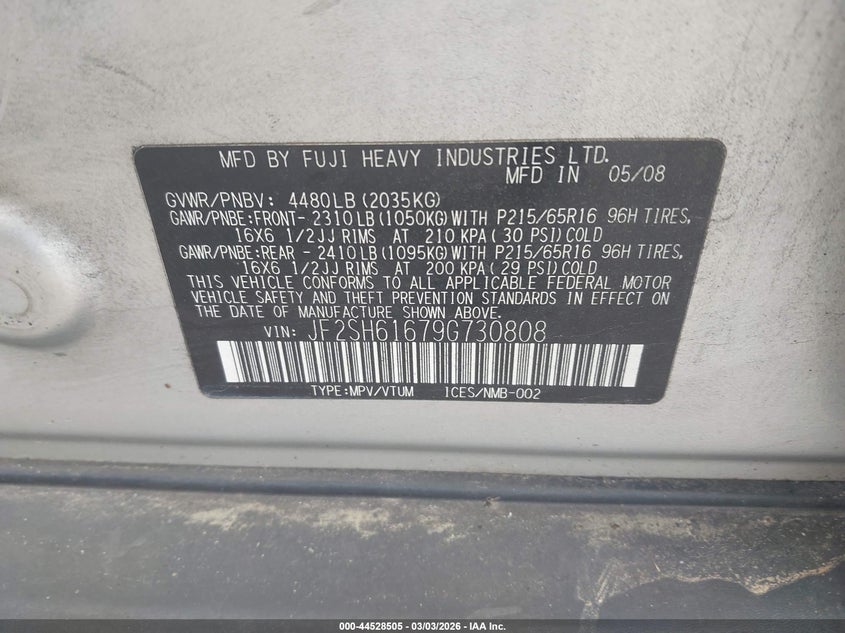 MFD BY FUJI HEAVY INDUSTRIES LTD.
MFD IN 05/08
GVWR/PNBV: 4480LB (2035KG)
GAWR/PNBE:FRONT- 2310LB (1050KG) WITH P215/65R16 96H TIRES,
16X6 1/2JJ RIMS AT 210 KPA (30 PSI) COLD
GAWR/PNBE:REAR - 2410LB (1095KG) WITH P215/65R16 96H TIRES,
16X6 1/2JJ RIMS AT 200 KPA (29 PSI) COLD
THIS VEHICLE CONFORMS TO ALL APPLICABLE FEDERAL MOTOR
VEHICLE SAFETY AND THEFT PREVENTION STANDARDS IN EFFECT ON
THE DATE OF MANUFACTURE SHOWN ABOVE.
VIN: JF2SH61679G730808
TYPE:MPV/VTUM ICES/NMB-002
000-44528505 — 03/03/2026 — IAA Inc.